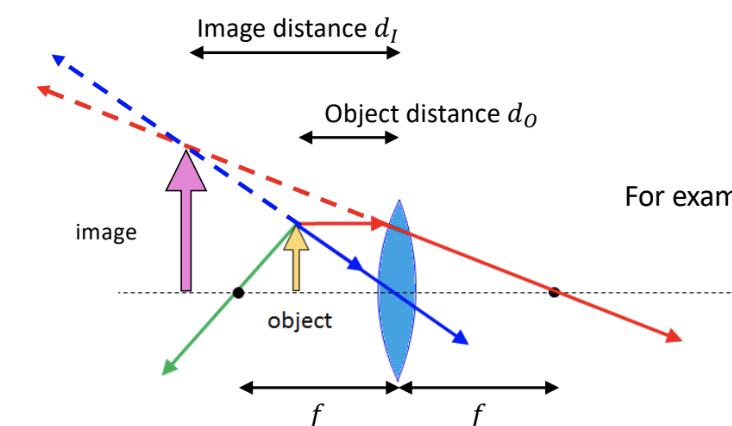 Image distance d_I
Object distance d_O
For exam
image
object
f
f